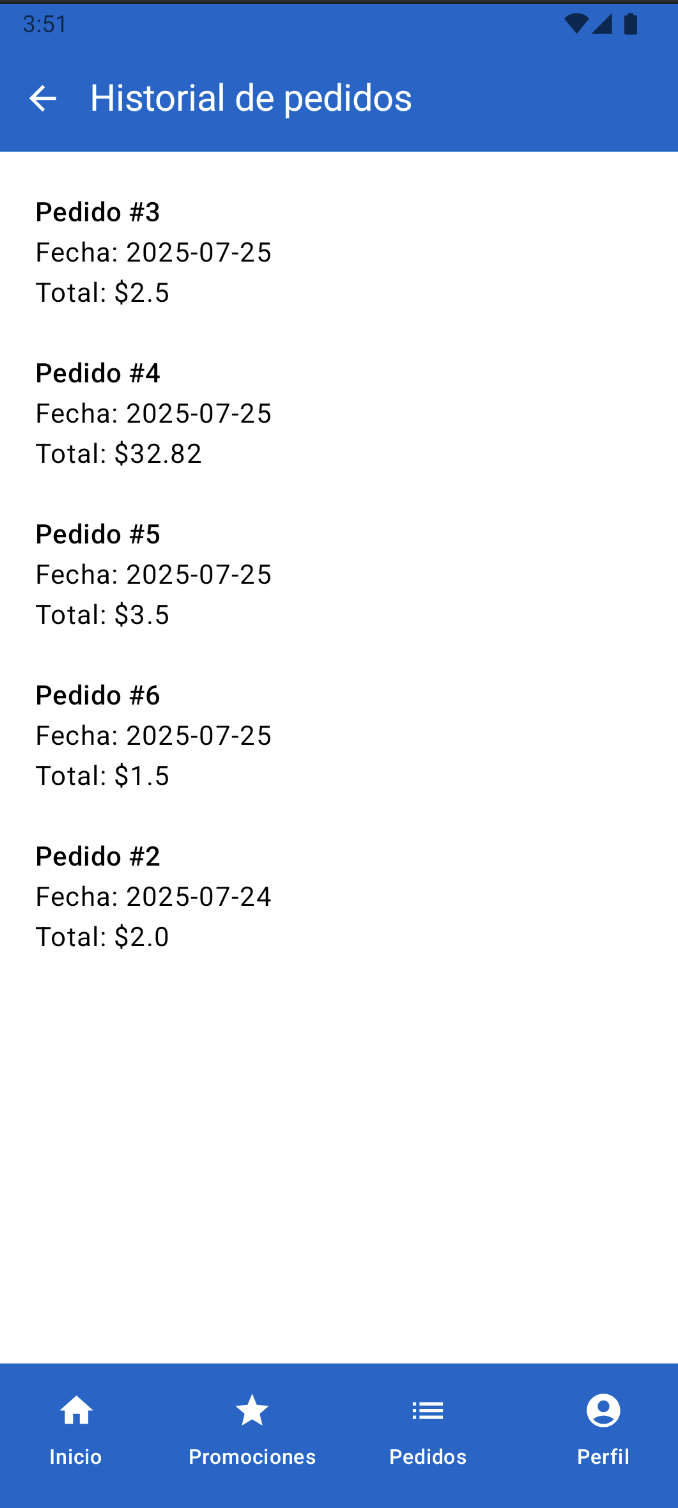 3:51
Historial de pedidos
Pedido #3
Fecha: 2025-07-25
Total: $2.5
Pedido #4
Fecha: 2025-07-25
Total: $32.82
Pedido #5
Fecha: 2025-07-25
Total: $3.5
Pedido #6
Fecha: 2025-07-25
Total: $1.5
Pedido #2
Fecha: 2025-07-24
Total: $2.0
Inicio Promociones Pedidos Perfil